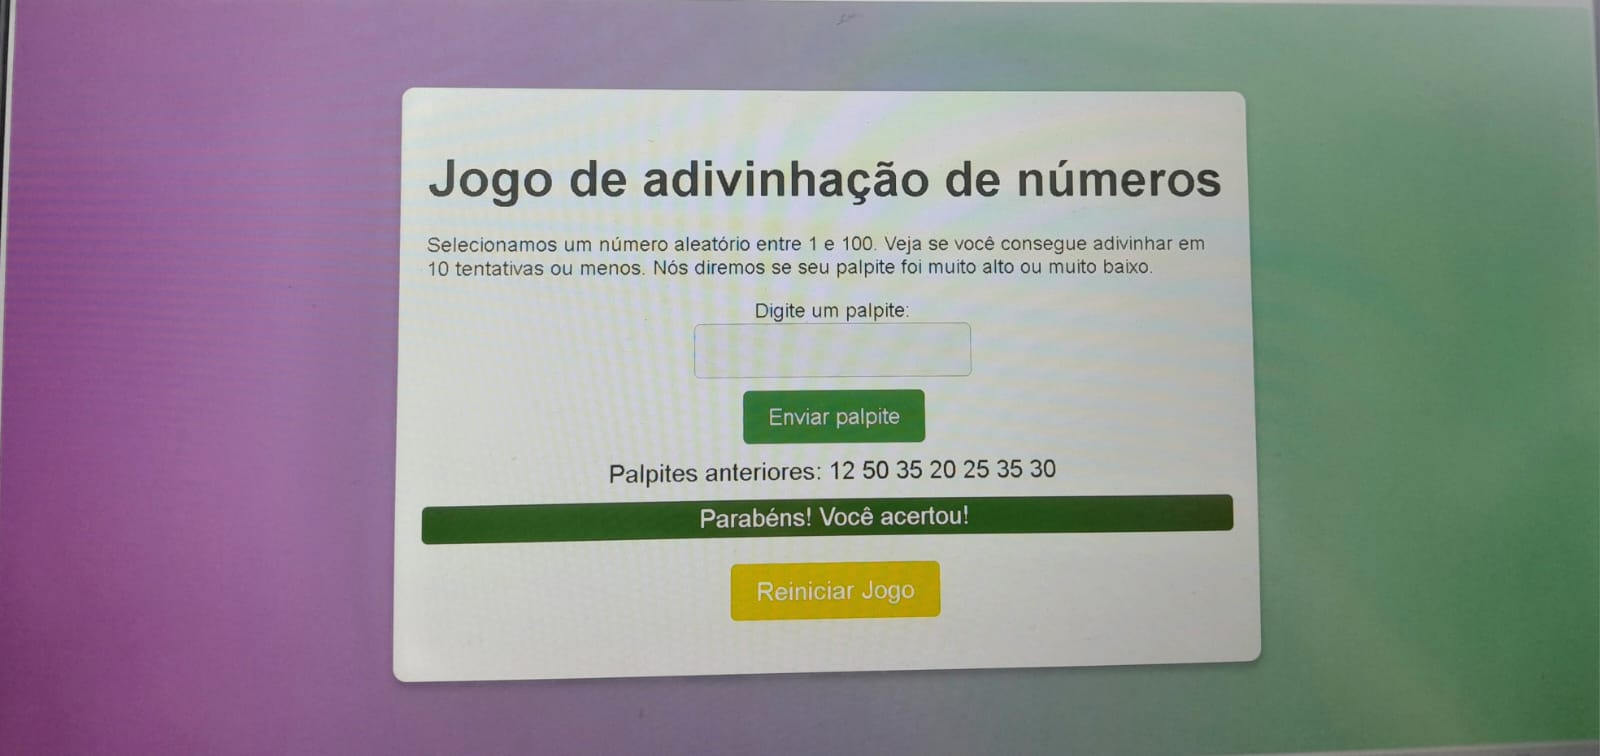 Jogo de adivinhação de números
Selecionamos um número aleatório entre 1 e 100. Veja se você consegue adivinhar em
10 tentativas ou menos. Nós diremos se seu palpite foi muito alto ou muito baixo.
Digite um palpite:
Enviar palpite
Palpites anteriores: 12 50 35 20 25 35 30
Parabéns! Você acertou!
Reiniciar Jogo